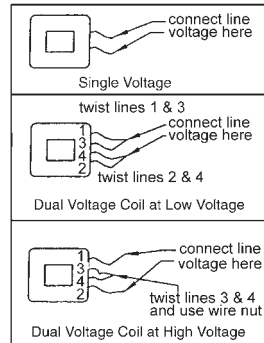 connect line
voltage here
Single Voltage
twist lines 1 & 3
connect line
voltage here
1
3
4
2
twist lines 2 & 4
Dual Voltage Coil at Low Voltage
connect line
voltage here
1
3
4
2
twist lines 3 & 4
and use wire nut
Dual Voltage Coil at High Voltage